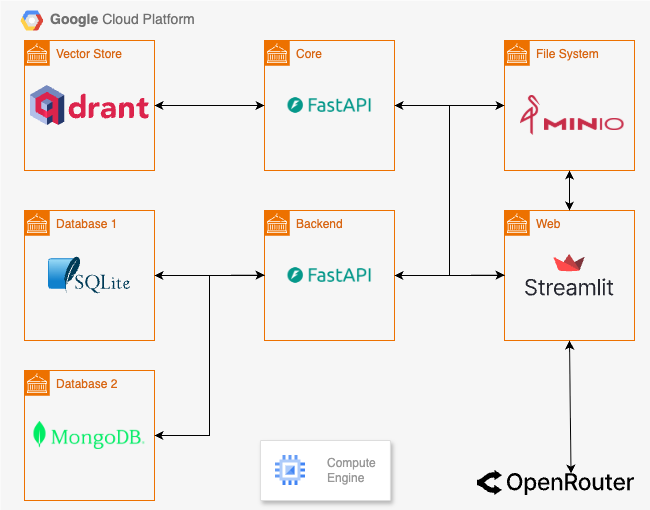 Google Cloud Platform
Vector Store
Core
File System
qdrant
FastAPI
MINIO
Database 1
Backend
Web
SQLite
FastAPI
Streamlit
Database 2
MongoDB.
Compute
Engine
OpenRouter